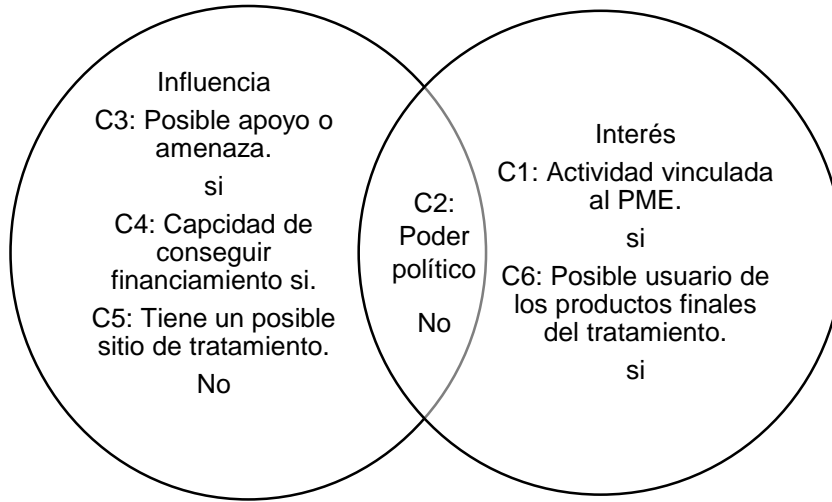 Influencia
C3: Posible apoyo o
amenaza.
si
C4: Capcidad de
conseguir
financiamiento si.
C5: Tiene un posible
sitio de tratamiento.
No
C2:
Poder
político
No
Interés
C1: Actividad vinculada
al PME.
si
C6: Posible usuario de
los productos finales
del tratamiento.
si